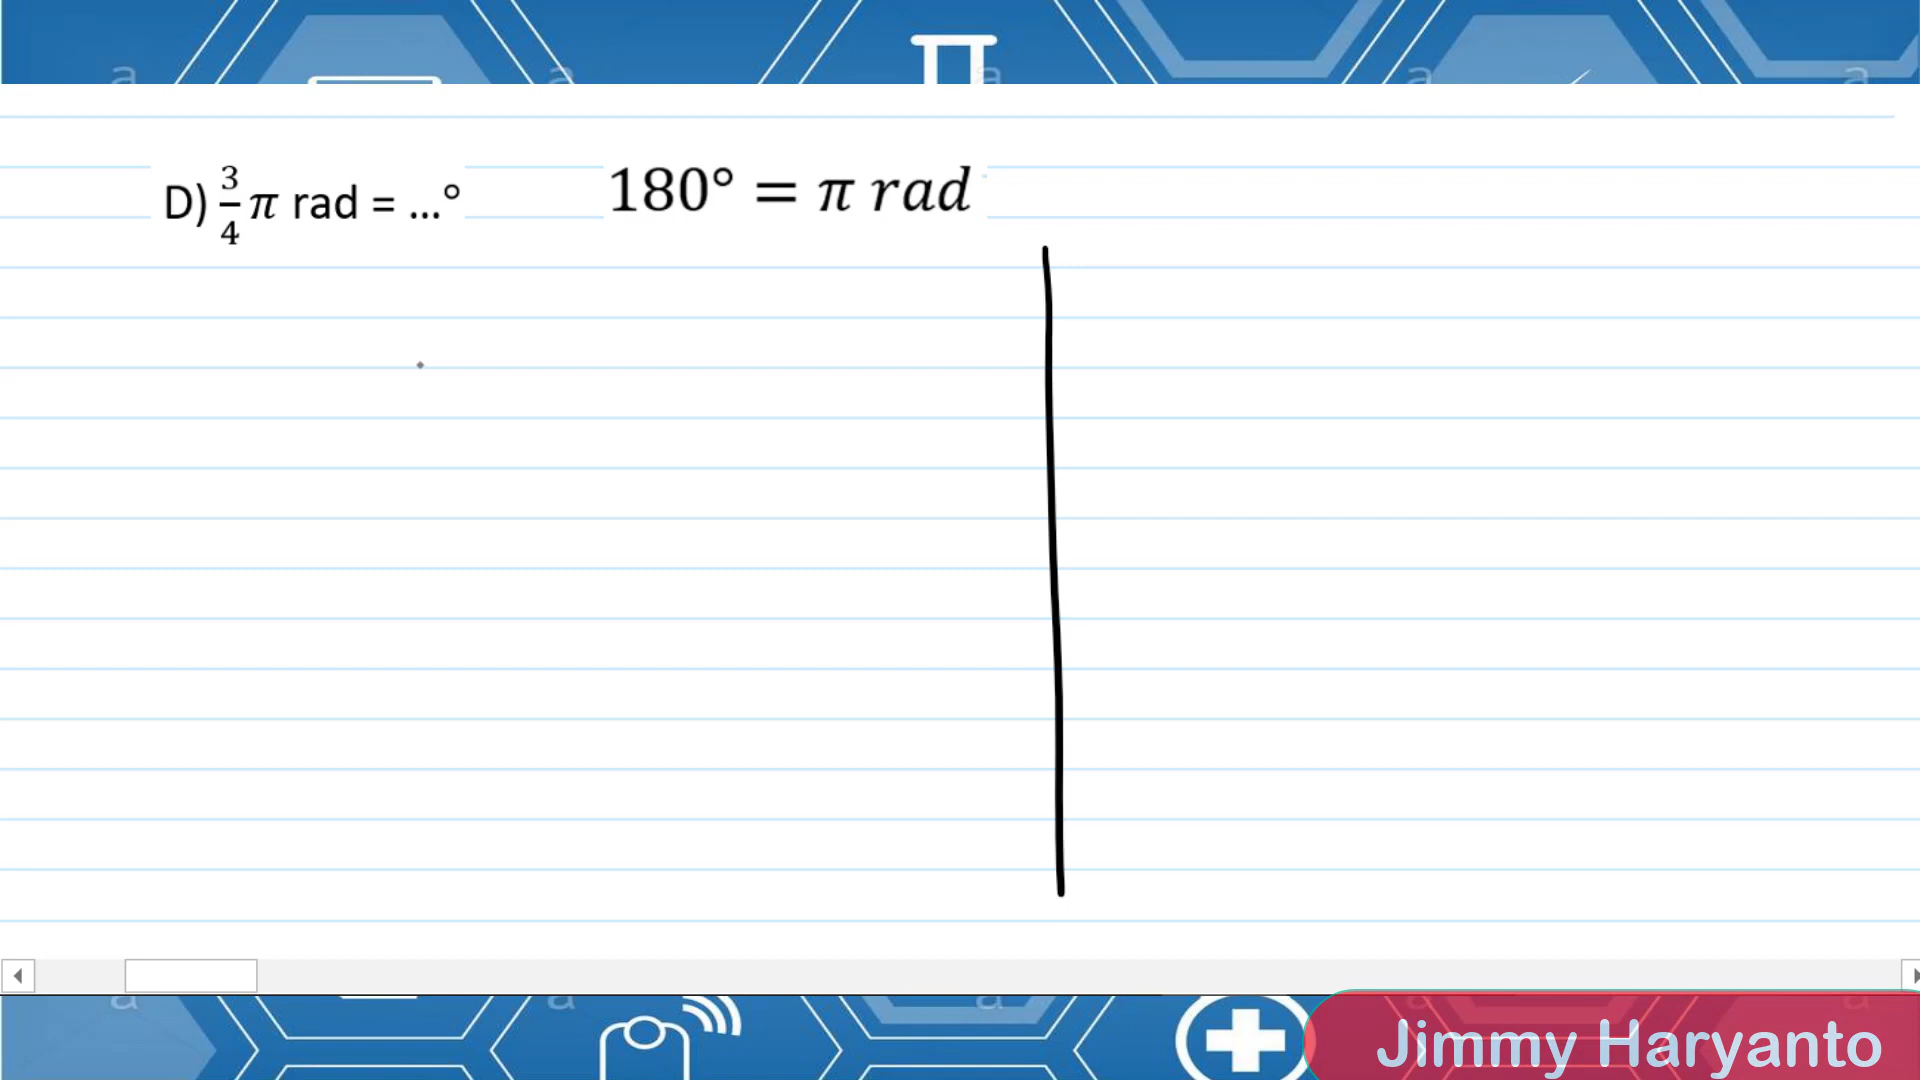 D) 3/4 π rad = ...°
180° = π rad
Jimmy Haryanto